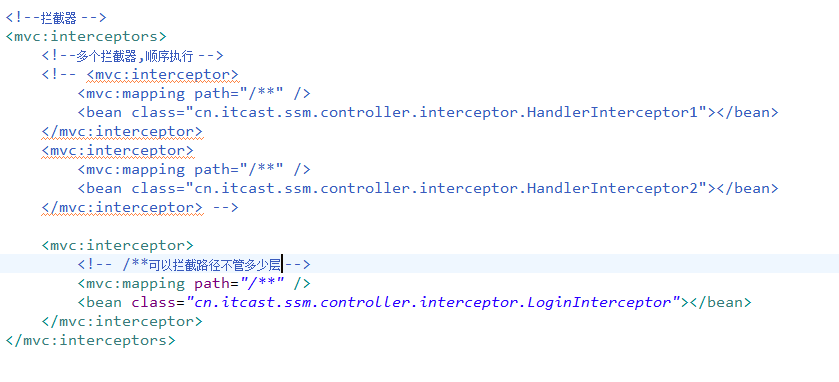 <!--拦截器 -->
<mvc:interceptors>
    <!--多个拦截器,顺序执行 -->
    <!-- <mvc:interceptor>
        <mvc:mapping path="/**" />
        <bean class="cn.itcast.ssm.controller.interceptor.HandlerInterceptor1"></bean>
    </mvc:interceptor>
    <mvc:interceptor>
        <mvc:mapping path="/**" />
        <bean class="cn.itcast.ssm.controller.interceptor.HandlerInterceptor2"></bean>
    </mvc:interceptor> -->

    <mvc:interceptor>
        <!-- /**可以拦截路径不管多少层-->
        <mvc:mapping path="/**" />
        <bean class="cn.itcast.ssm.controller.interceptor.LoginInterceptor"></bean>
    </mvc:interceptor>
</mvc:interceptors>